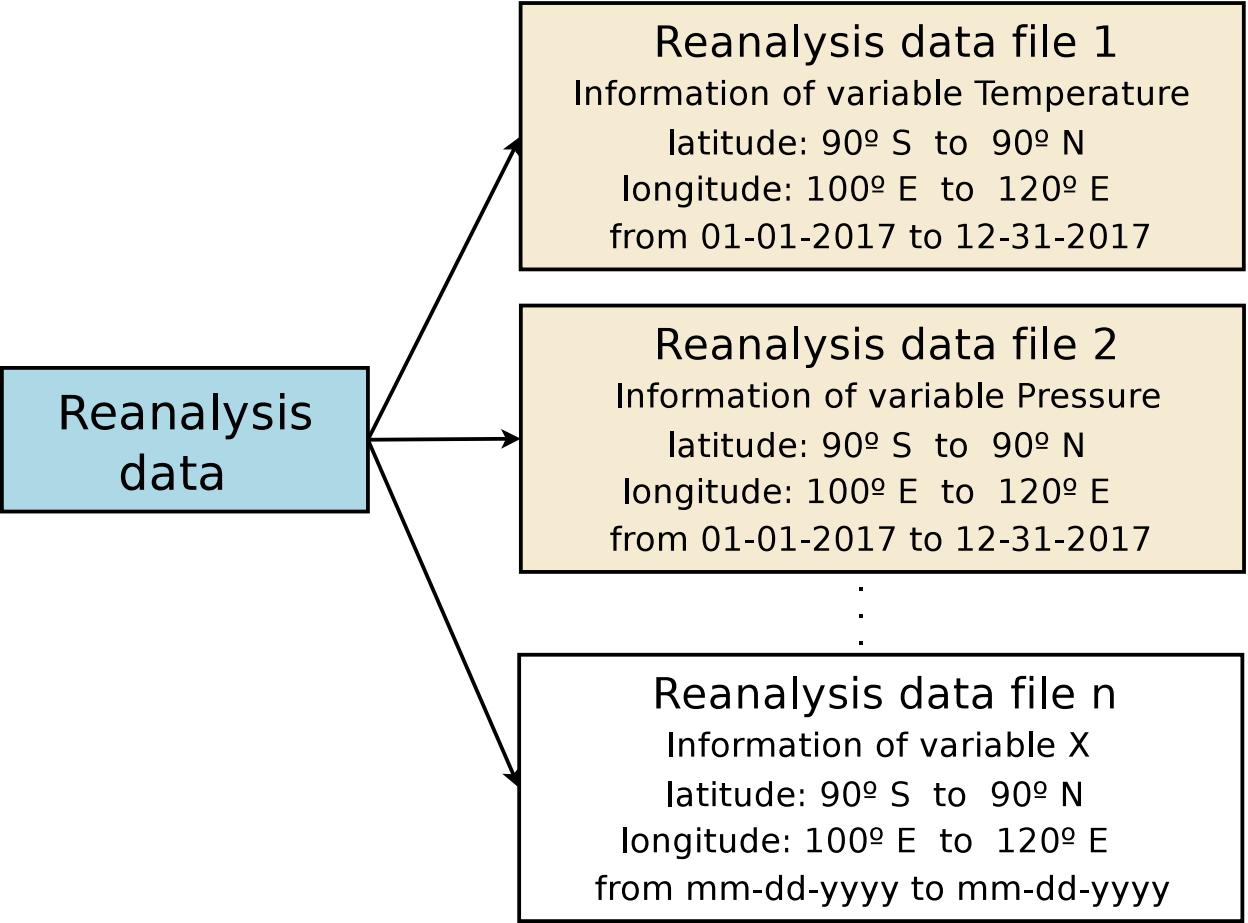 Reanalysis
data
Reanalysis data file 1
Information of variable Temperature
latitude: 90º S to 90º N
longitude: 100º E to 120º E
from 01-01-2017 to 12-31-2017
Reanalysis data file 2
Information of variable Pressure
latitude: 90º S to 90º N
longitude: 100º E to 120º E
from 01-01-2017 to 12-31-2017
.
.
.
Reanalysis data file n
Information of variable X
latitude: 90º S to 90º N
longitude: 100º E to 120º E
from mm-dd-yyyy to mm-dd-yyyy